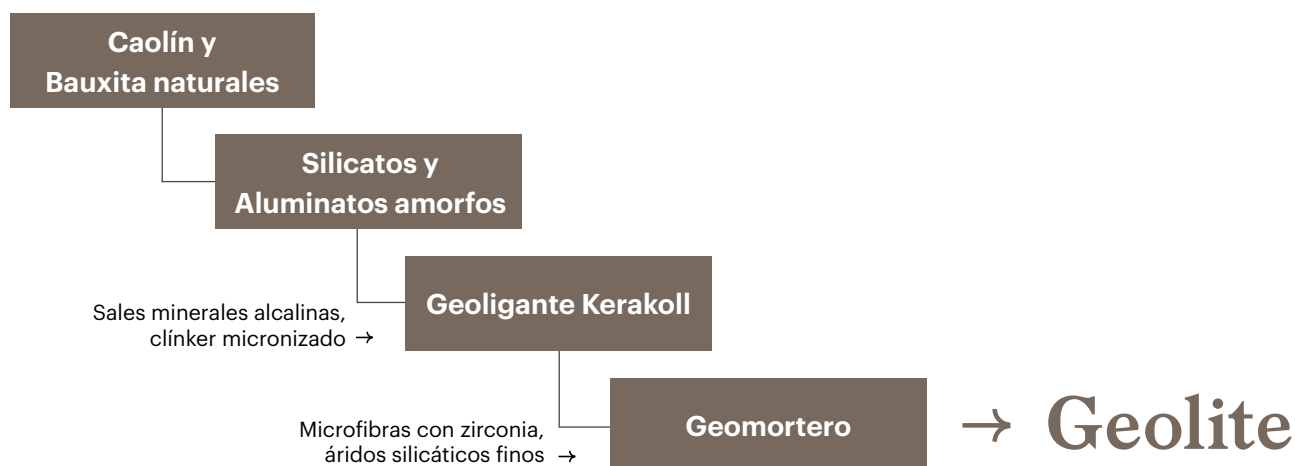 Caolín y
Bauxita naturales
Silicatos y
Aluminatos amorfos
Geoligante Kerakoll
Sales minerales alcalinas,
clínker micronizado →
Geomortero
→ Geolite
Microfibras con zirconia,
áridos silicáticos finos →